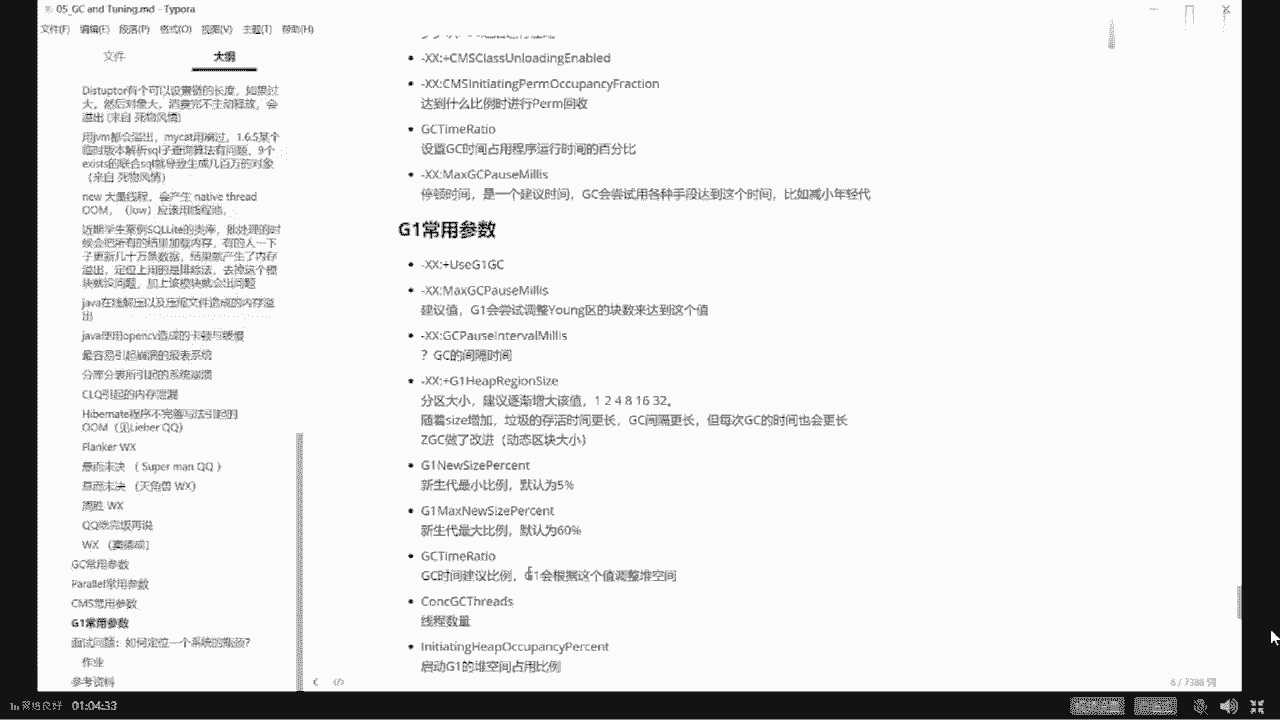 05_GC and Tuning.md - Typora
文件(F) 编辑(E) 段落(P) 格式(O) 视图(V) 主题(T) 帮助(H)
文件 大纲
Distuptor有个可以设置链的长度，如果过
大，然后对象大，消费完不主动释放，会
溢出 (来自 死物风情)
用jvm都会溢出，mycat用崩过，1.6.5某个
临时版本解析sql子查询算法有问题，9个
exists的联合sql就导致生成几百万的对象
（来自 死物风情）
new 大量线程，会产生 native thread
OOM，（low）应该用线程池，
近期学生案例SQLLite的类库，批处理的时
候会把所有的结果加载内存，有的人一下
子更新几十万条数据，结果就产生了内存
溢出，定位上用的是排除法，去掉这个模
块就没问题，加上该模块就会出问题
java在线解压以及压缩文件造成的内存溢
出
java使用opencv造成的卡顿与缓慢
最容易引起崩溃的报表系统
分库分表所引起的系统崩溃
CLQ引起的内存泄漏
Hibernate程序不完善写法引起的
OOM（见Lieber QQ）
Flanker WX
悬而未决 （ Super man QQ ）
悬而未决 （天角兽 WX）
周胜 WX
WX
GC常用参数
Parallel常用参数
CMS常用参数
G1常用参数
面试问题：如何定位一个系统的瓶颈？
作业
参考资料
-XX:+CMSClassUnloadingEnabled
-XX:CMSInitiatingPermOccupancyFraction
达到什么比例时进行Perm回收
GCTimeRatio
设置GC时间占用程序运行时间的百分比
-XX:MaxGCPauseMillis
停顿时间，是一个建议时间，GC会尝试用各种手段达到这个时间，比如减小年轻代
G1常用参数
-XX:+UseG1GC
-XX:MaxGCPauseMillis
建议值，G1会尝试调整Young区的块数来达到这个值
-XX:GCPauseIntervalMillis
？GC的间隔时间
-XX:+G1HeapRegionSize
分区大小，建议逐渐增大该值，1 2 4 8 16 32。
随着size增加，垃圾的存活时间更长，GC间隔更长，但每次GC的时间也会更长
ZGC做了改进（动态区块大小）
G1NewSizePercent
新生代最小比例，默认为5%
G1MaxNewSizePercent
新生代最大比例，默认为60%
GCTimeRatio
GC时间建议比例，G1会根据这个值调整堆空间
ConcGCThreads
线程数量
InitiatingHeapOccupancyPercent
启动G1的堆空间占用比例
6 / 7388 词
网络良好 01:04:33